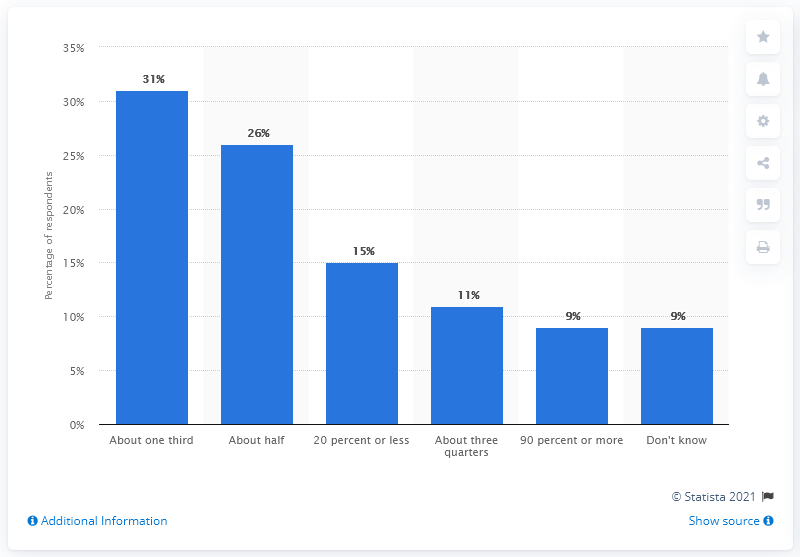 35%
30%
25%
20%
15%
10%
5%
0%
Percentage of respondents
31%
26%
15%
11%
9%
9%
About one third
About half
20 percent or less
About three
quarters
90 percent or more
Don't know
© Statista 2021
Additional Information
Show source